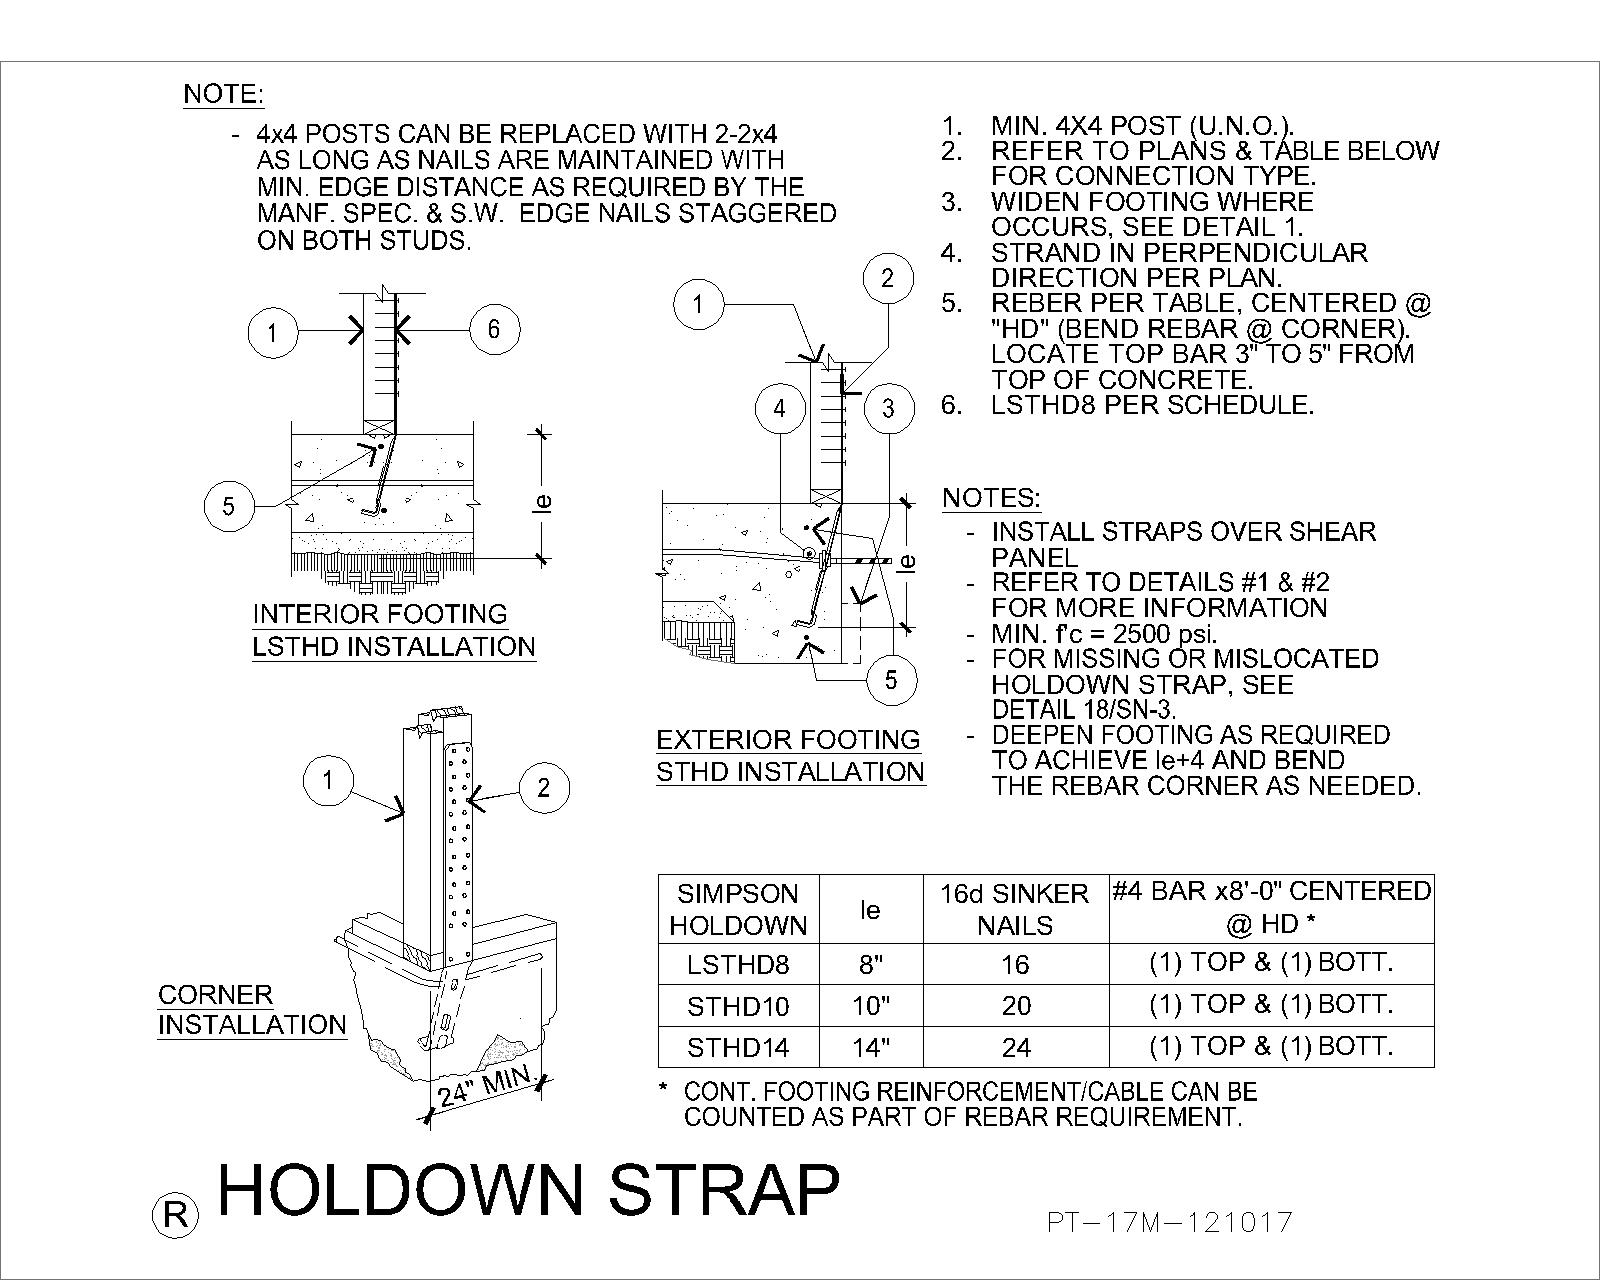 NOTE:
- 4x4 POSTS CAN BE REPLACED WITH 2-2x4
AS LONG AS NAILS ARE MAINTAINED WITH
MIN. EDGE DISTANCE AS REQUIRED BY THE
MANF. SPEC. & S.W. EDGE NAILS STAGGERED
ON BOTH STUDS.
1. MIN. 4X4 POST (U.N.O.).
2. REFER TO PLANS & TABLE BELOW
FOR CONNECTION TYPE.
3. WIDEN FOOTING WHERE
OCCURS, SEE DETAIL 1.
4. STRAND IN PERPENDICULAR
DIRECTION PER PLAN.
5. REBER PER TABLE, CENTERED @
"HD" (BEND REBAR @ CORNER).
LOCATE TOP BAR 3" TO 5" FROM
TOP OF CONCRETE.
6. LSTHD8 PER SCHEDULE.
1
6
5
le
INTERIOR FOOTING
LSTHD INSTALLATION
1
2
4
3
le
5
EXTERIOR FOOTING
STHD INSTALLATION
NOTES:
- INSTALL STRAPS OVER SHEAR
PANEL
- REFER TO DETAILS #1 & #2
FOR MORE INFORMATION
- MIN. f'c = 2500 psi.
- FOR MISSING OR MISLOCATED
HOLDOWN STRAP, SEE
DETAIL 18/SN-3.
- DEEPEN FOOTING AS REQUIRED
TO ACHIEVE le+4 AND BEND
THE REBAR CORNER AS NEEDED.
1
2
CORNER
INSTALLATION
24" MIN.
SIMPSON HOLDOWN le 16d SINKER NAILS #4 BAR x8'-0" CENTERED @ HD *
LSTHD8 8" 16 (1) TOP & (1) BOTT.
STHD10 10" 20 (1) TOP & (1) BOTT.
STHD14 14" 24 (1) TOP & (1) BOTT.
* CONT. FOOTING REINFORCEMENT/CABLE CAN BE
COUNTED AS PART OF REBAR REQUIREMENT.
R HOLDOWN STRAP
PT-17M-121017